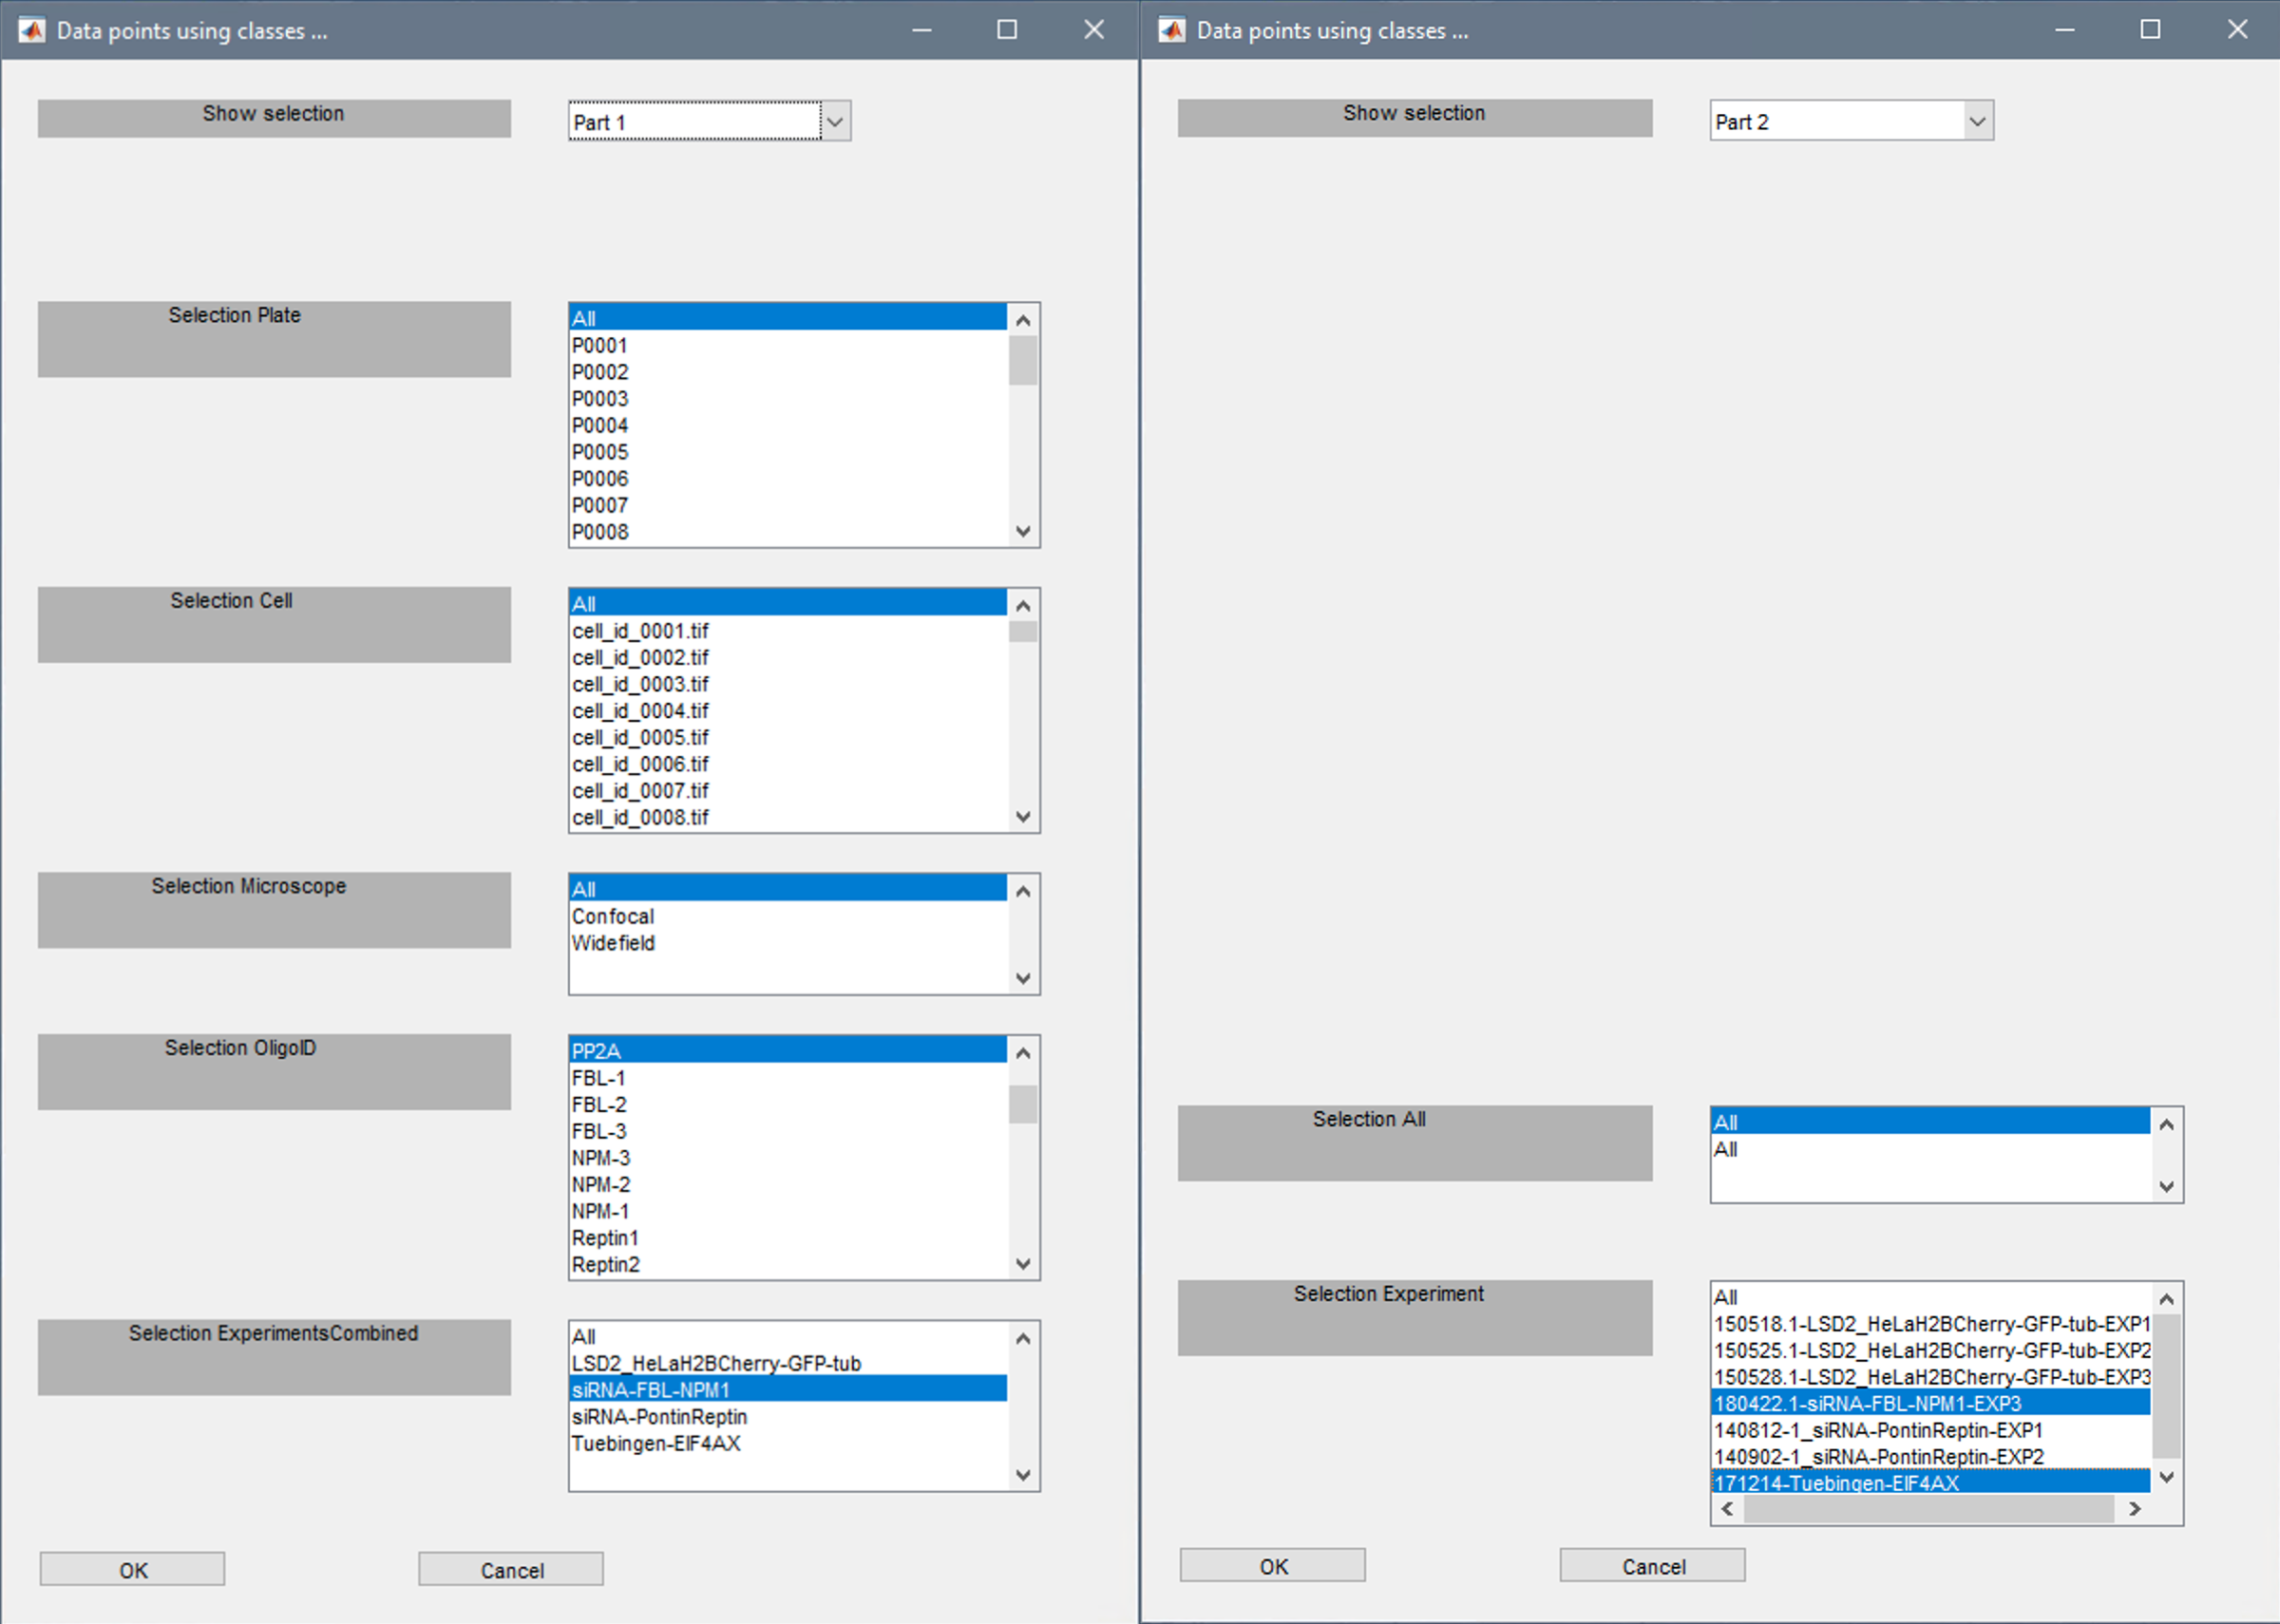 Data points using classes ...
Show selection
Part 1
Selection Plate
All
P0001
P0002
P0003
P0004
P0005
P0006
P0007
P0008
Selection Cell
All
cell_id_0001.tif
cell_id_0002.tif
cell_id_0003.tif
cell_id_0004.tif
cell_id_0005.tif
cell_id_0006.tif
cell_id_0007.tif
cell_id_0008.tif
Selection Microscope
All
Confocal
Widefield
Selection OligoID
PP2A
FBL-1
FBL-2
FBL-3
NPM-3
NPM-2
NPM-1
Reptin1
Reptin2
Selection ExperimentsCombined
All
LSD2_HeLaH2BCherry-GFP-tub
siRNA-FBL-NPM1
siRNA-PontinReptin
Tuebingen-EIF4AX
OK
Cancel
Data points using classes ...
Show selection
Part 2
Selection All
All
All
Selection Experiment
All
150518.1-LSD2_HeLaH2BCherry-GFP-tub-EXP1
150525.1-LSD2_HeLaH2BCherry-GFP-tub-EXP2
150528.1-LSD2_HeLaH2BCherry-GFP-tub-EXP3
180422.1-siRNA-FBL-NPM1-EXP3
140812-1_siRNA-PontinReptin-EXP1
140902-1_siRNA-PontinReptin-EXP2
171214-Tuebingen-EIF4AX
OK
Cancel